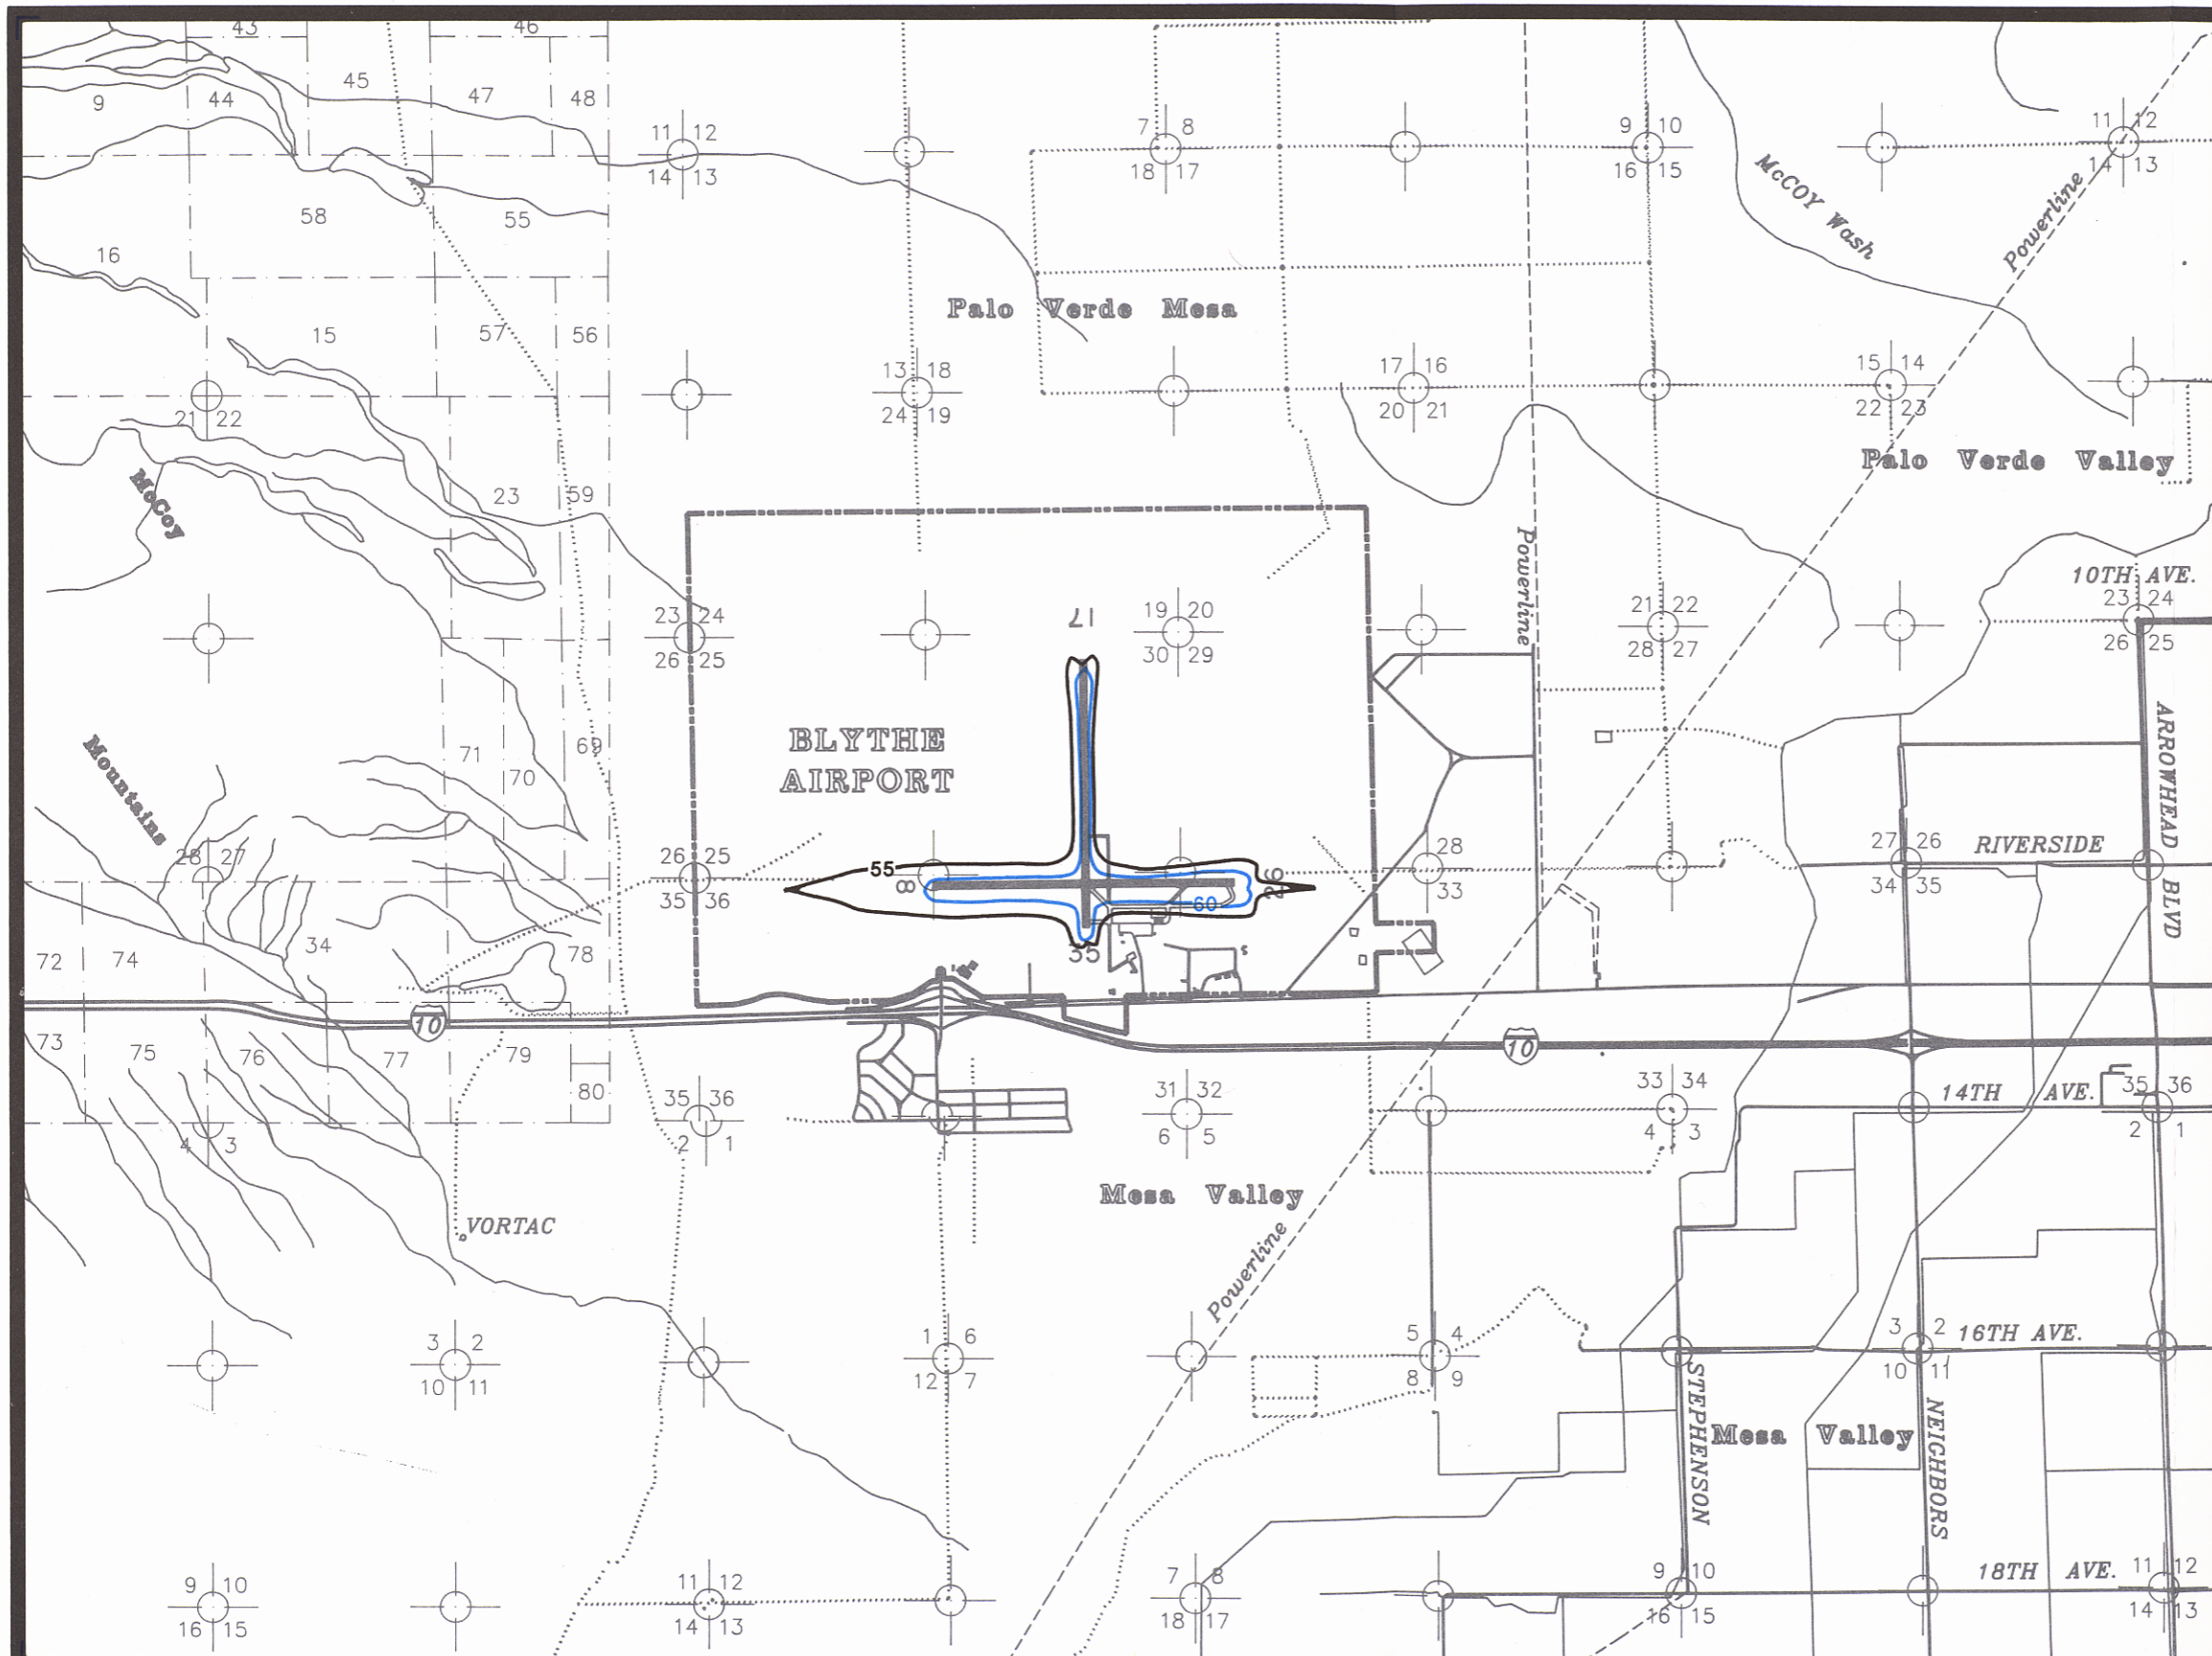 43 46
45
9 44 47 48
11 12
14 13
7 8
18 17
9 10
16 15
11 12
14 13
McCOY Wash
Powerline
58 55
16
Palo Verde Mesa
15 57 56
13 18
24 19
17 16
20 21
15 14
22 23
21 22
Palo Verde Valley
McCoy
23 59
Powerline
10TH AVE.
23 24
26 25
17
19 20
30 29
21 22
28 27
23 24
26 25
BLYTHE
AIRPORT
ARROWHEAD BLVD
Mountains
71 70 69
28 27
26 25
35 36
55
8
26
60
35
28
33
27 26
34 35
RIVERSIDE
72 74 34 78
10
10
73 75 76 77 79
80
35 36
2 1
31 32
6 5
33 34
4 3
14TH AVE.
35 36
2 1
4 3
Mesa Valley
VORTAC
Powerline
3 2
10 11
1 6
12 7
5 4
8 9
3 2
10 11
16TH AVE.
STEPHENSON
NEIGHBORS
Mesa Valley
9 10
16 15
11 12
14 13
7 8
18 17
9 10
16 15
18TH AVE.
11 12
14 13